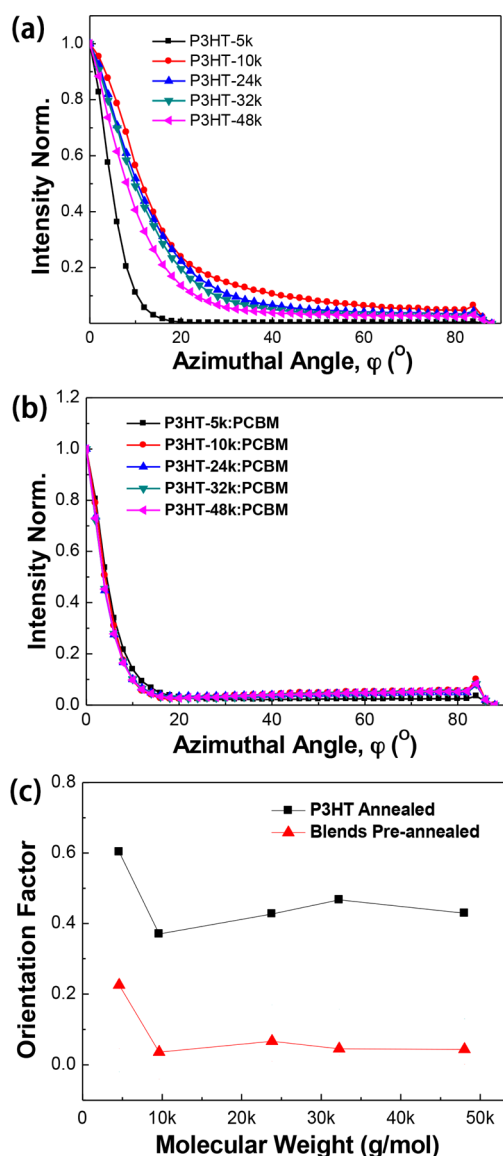 (a)
P3HT-5k
P3HT-10k
P3HT-24k
P3HT-32k
P3HT-48k
Intensity Norm.
1.0
0.8
0.6
0.4
0.2
0 20 40 60 80
Azimuthal Angle, φ (°)
(b)
P3HT-5k:PCBM
P3HT-10k:PCBM
P3HT-24k:PCBM
P3HT-32k:PCBM
P3HT-48k:PCBM
Intensity Norm.
1.2
1.0
0.8
0.6
0.4
0.2
0.0
0 20 40 60 80
Azimuthal Angle, φ (°)
(c)
P3HT Annealed
Blends Pre-annealed
Orientation Factor
0.8
0.6
0.4
0.2
0.0
0 10k 20k 30k 40k 50k
Molecular Weight (g/mol)